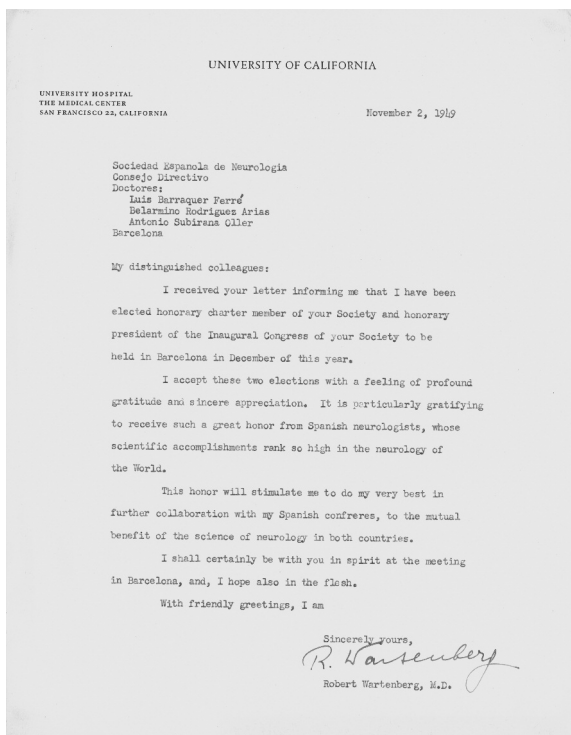 UNIVERSITY OF CALIFORNIA
UNIVERSITY HOSPITAL
THE MEDICAL CENTER
SAN FRANCISCO 22, CALIFORNIA
November 2, 1949
Sociedad Espanola de Neurologia
Consejo Directivo
Doctores:
Luis Barraquer Ferré
Belarmino Rodriguez Arias
Antonio Subirana Oller
Barcelona
My distinguished colleagues:
I received your letter informing me that I have been
elected honorary charter member of your Society and honorary
president of the Inaugural Congress of your Society to be
held in Barcelona in December of this year.
I accept these two elections with a feeling of profound
gratitude and sincere appreciation. It is particularly gratifying
to receive such a great honor from Spanish neurologists, whose
scientific accomplishments rank so high in the neurology of
the World.
This honor will stimulate me to do my very best in
further collaboration with my Spanish confreres, to the mutual
benefit of the science of neurology in both countries.
I shall certainly be with you in spirit at the meeting
in Barcelona, and, I hope also in the flesh.
With friendly greetings, I am
Sincerely yours,
R. Wartenberg
Robert Wartenberg, M.D.